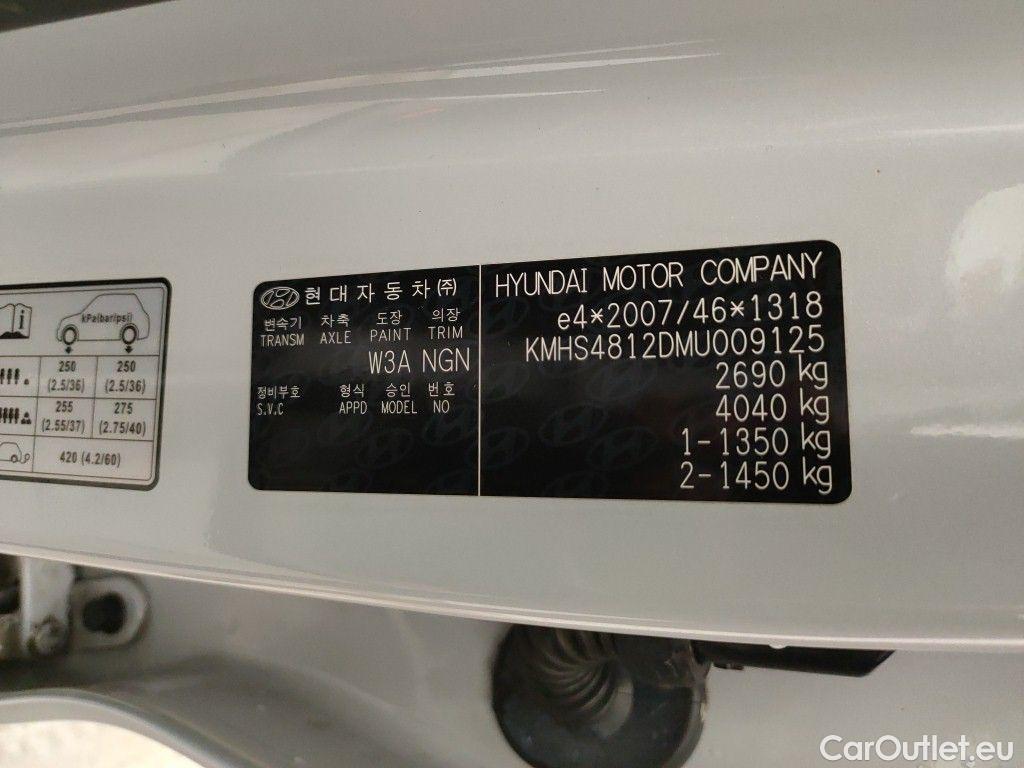 kPa(bar/psi)
250 250
(2.5/36) (2.5/36)
255 275
(2.55/37) (2.75/40)
420 (4.2/60)
현대자동차㈜
변속기 차축 도장 의장
TRANSM AXLE PAINT TRIM
W3A NGN
정비부호 형식 승인 번호
S.V.C APPD MODEL NO
HYUNDAI MOTOR COMPANY
e4*2007/46*1318
KMHS4812DMU009125
2690 kg
4040 kg
1-1350 kg
2-1450 kg
CarOutlet.eu